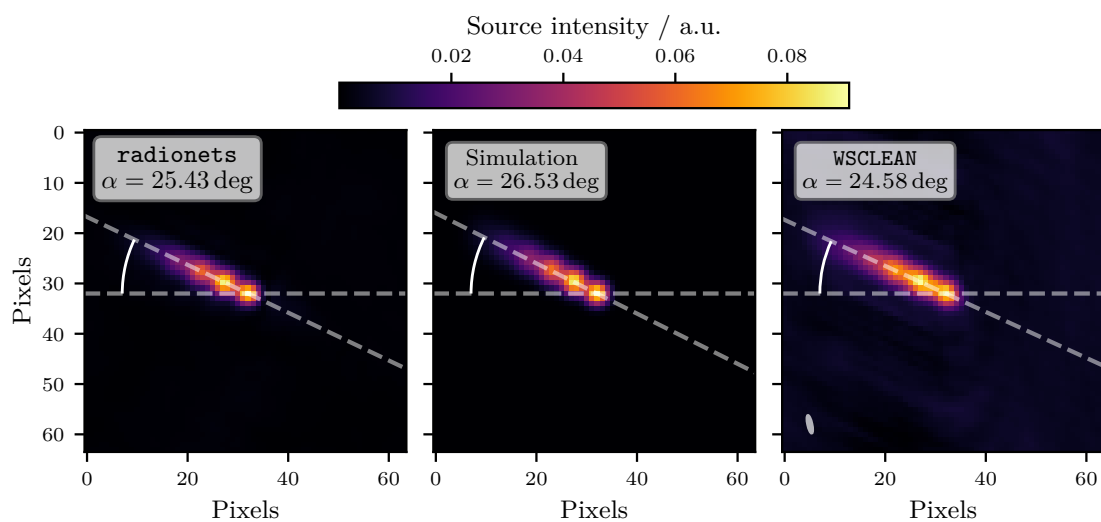 Source intensity / a.u.
0.02 0.04 0.06 0.08
radionets
α = 25.43 deg
Simulation
α = 26.53 deg
WSCLEAN
α = 24.58 deg
Pixels
0
10
20
30
40
50
60
0 20 40 60
0 20 40 60
0 20 40 60
Pixels
Pixels
Pixels